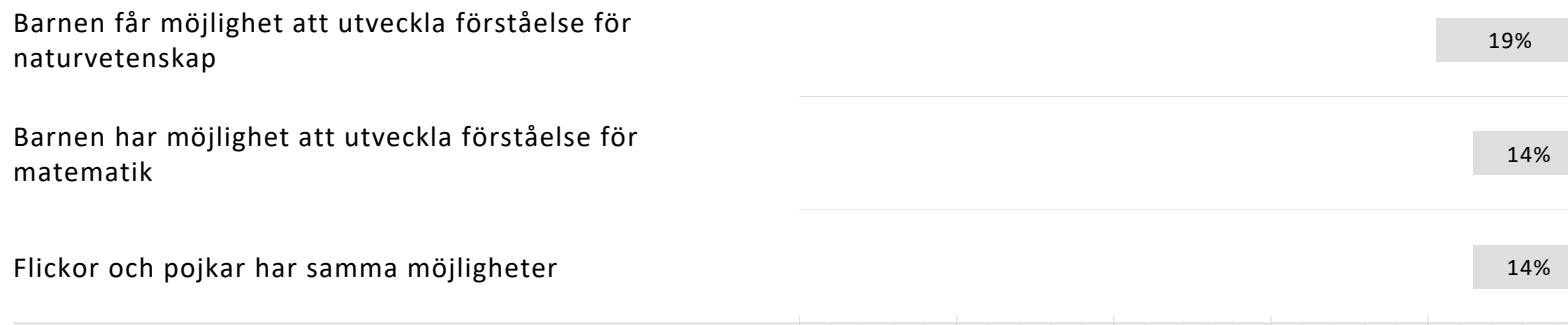 Barnen får möjlighet att utveckla förståelse för
naturvetenskap
19%
Barnen har möjlighet att utveckla förståelse för
matematik
14%
Flickor och pojkar har samma möjligheter
14%